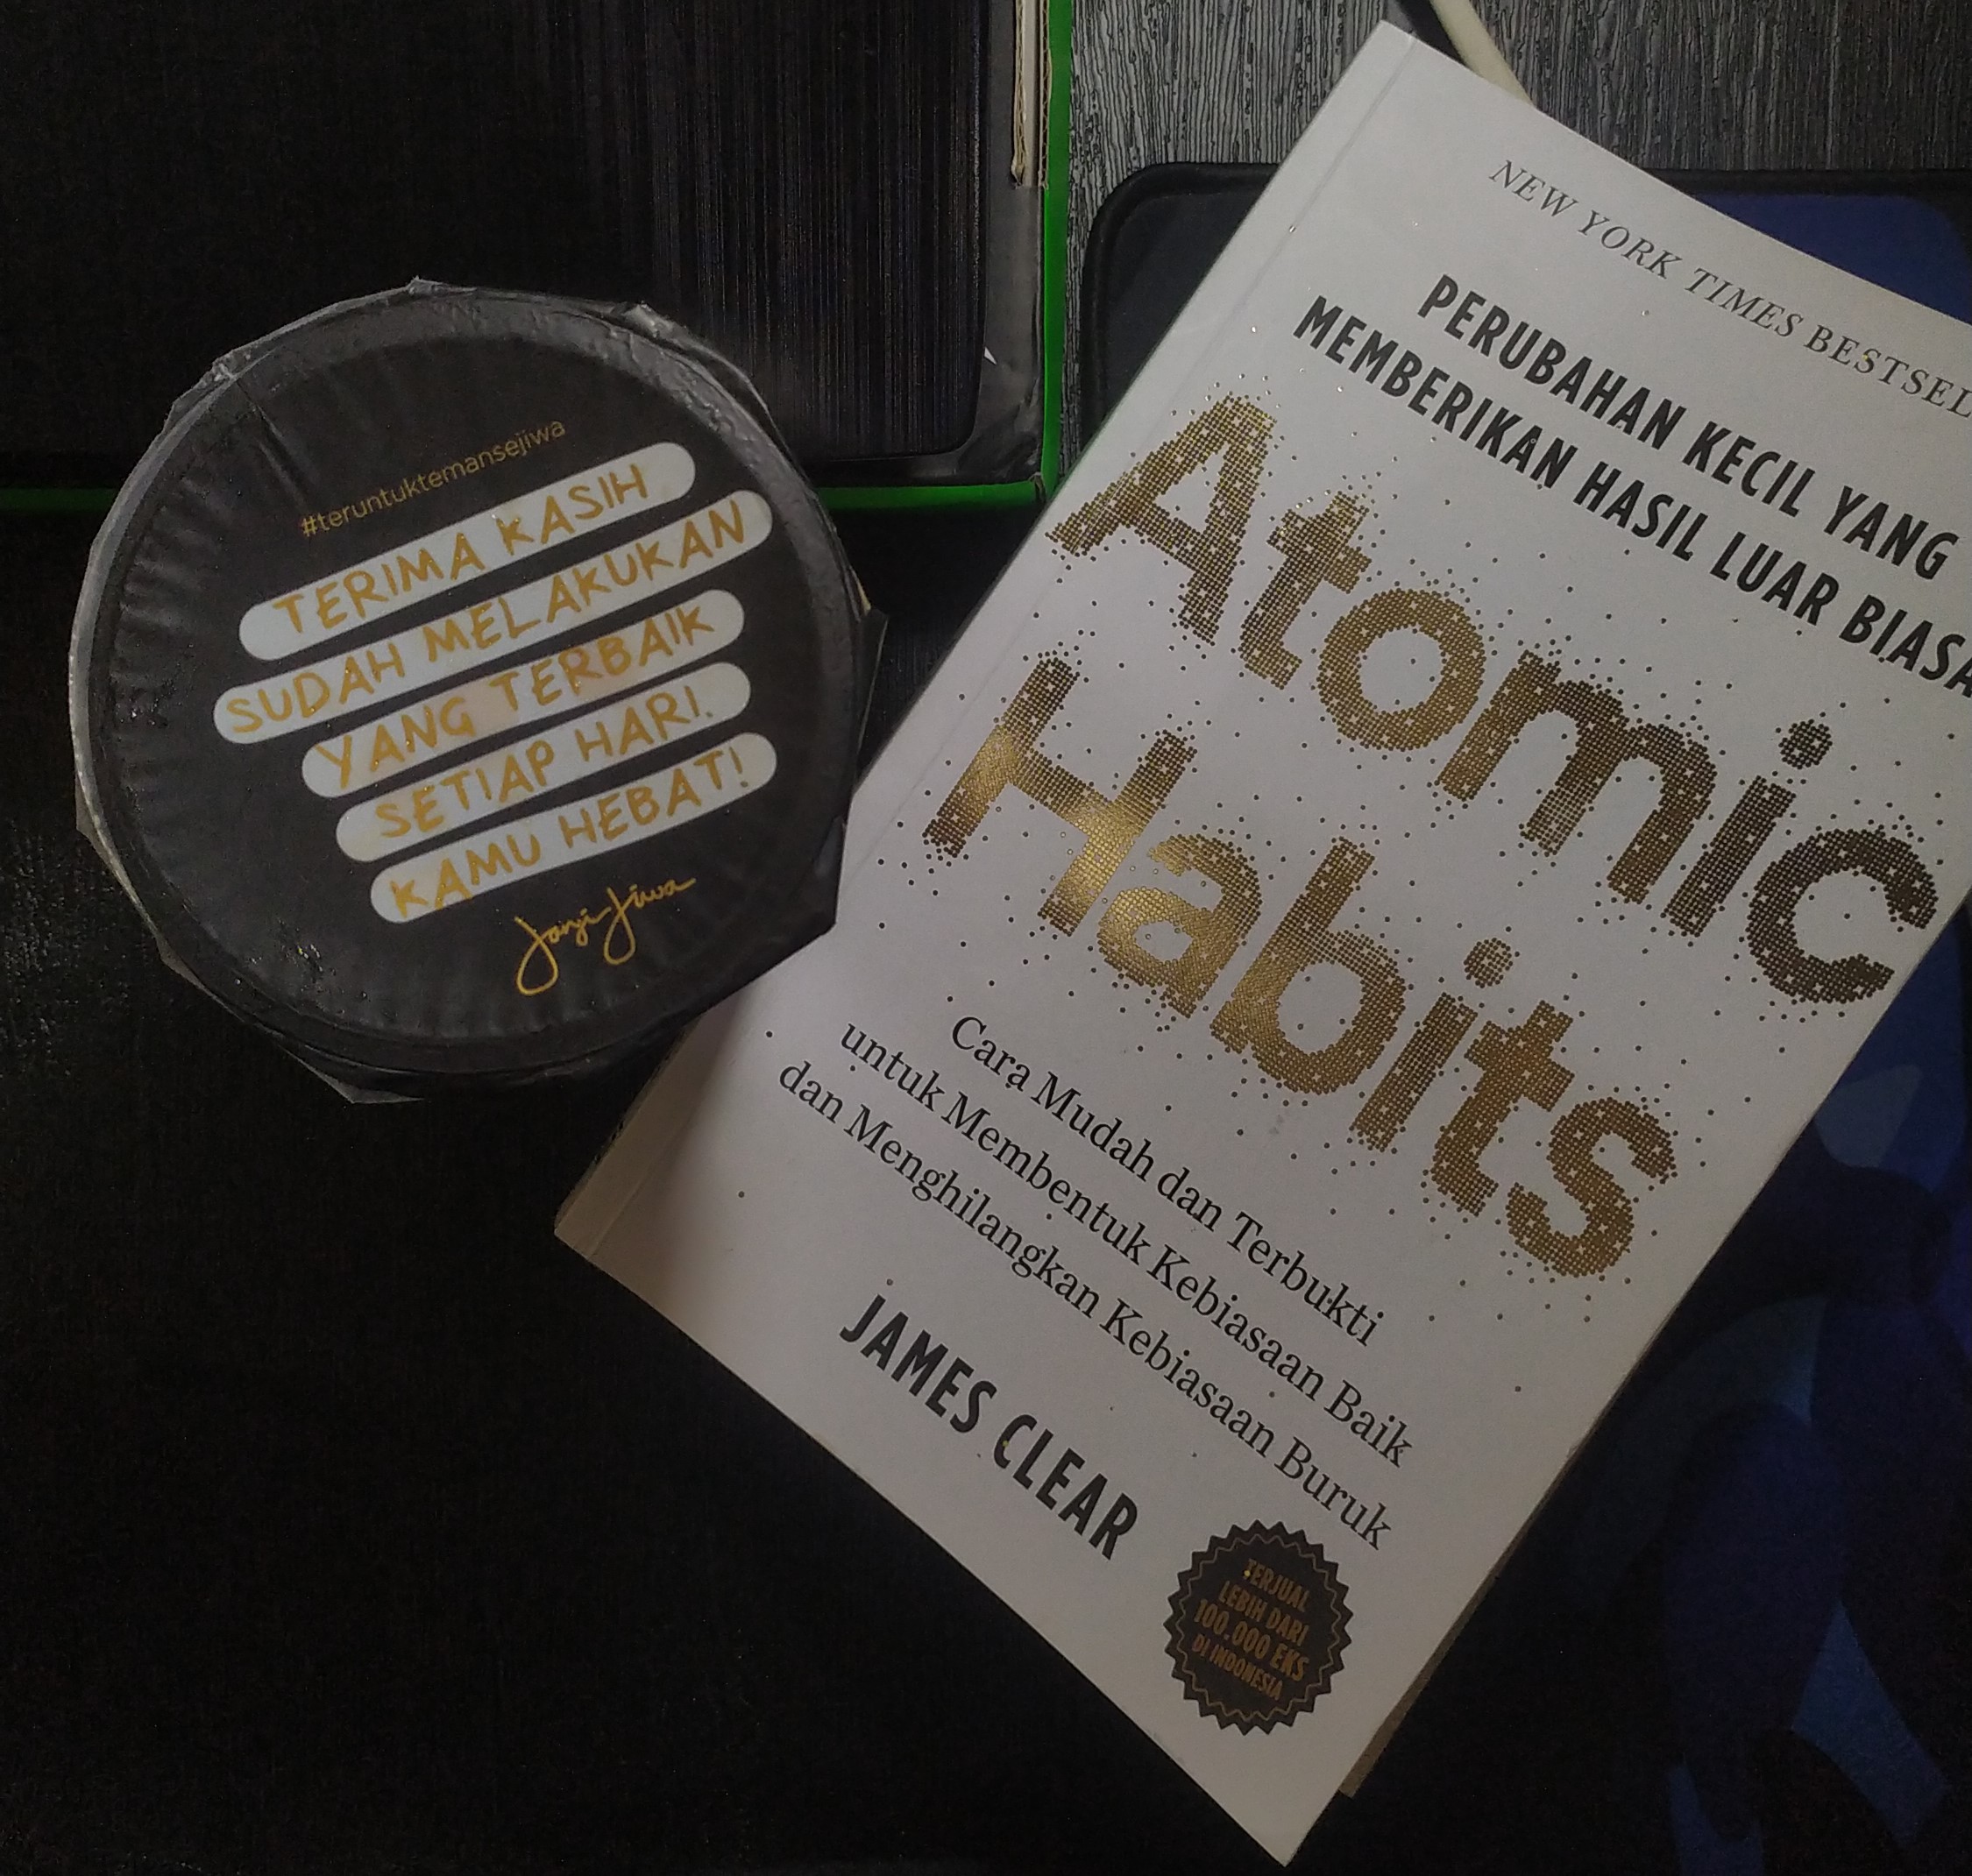 #teruntuktemansejiwa
TERIMA KASIH
SUDAH MELAKUKAN
YANG TERBAIK
SETIAP HARI.
KAMU HEBAT!
Janji Jiwa
NEW YORK TIMES BESTSEL
PERUBAHAN KECIL YANG
MEMBERIKAN HASIL LUAR BIASA
Atomic
Habits
Cara Mudah dan Terbukti
untuk Membentuk Kebiasaan Baik
dan Menghilangkan Kebiasaan Buruk
JAMES CLEAR
TERJUAL
LEBIH DARI
100.000 EKS
DI INDONESIA